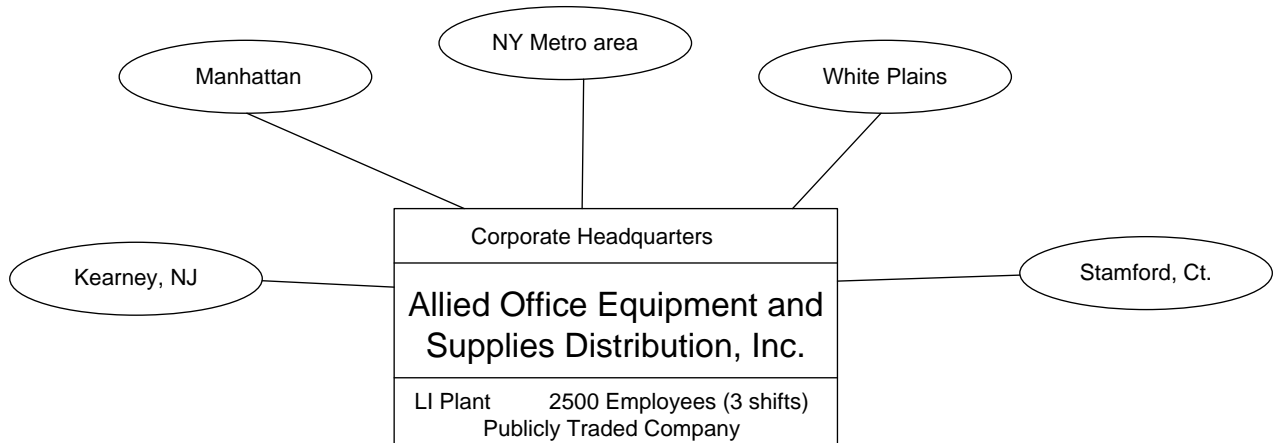 NY Metro area
Manhattan
White Plains
Corporate Headquarters
Kearney, NJ
Stamford, Ct.
Allied Office Equipment and
Supplies Distribution, Inc.
LI Plant 2500 Employees (3 shifts)
Publicly Traded Company